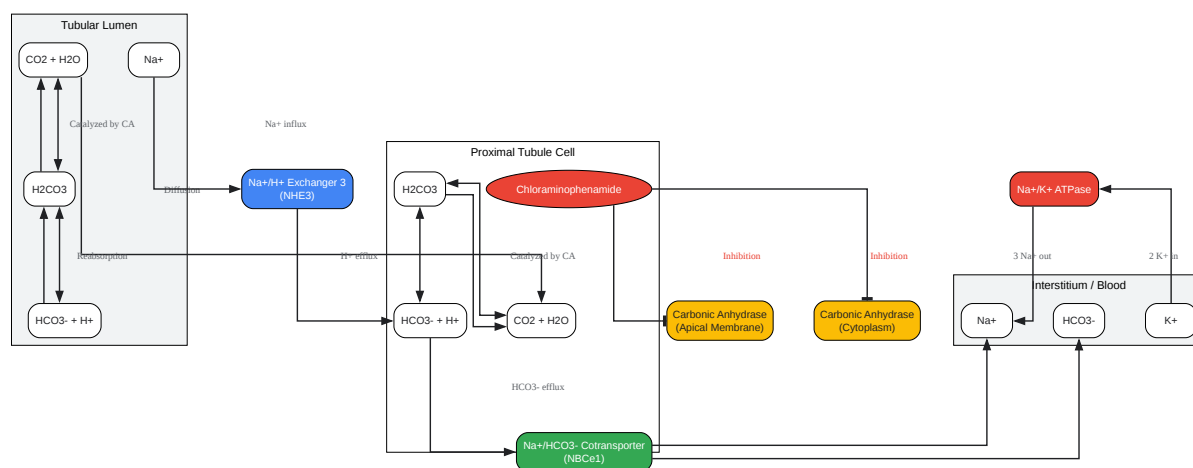 Tubular Lumen
CO2 + H2O
Na+
Catalyzed by CA
Na+ influx
Proximal Tubule Cell
H2CO3
Diffusion
Na+/H+ Exchanger 3
(NHE3)
H2CO3
Chloraminophenamide
Na+/K+ ATPase
Reabsorption
H+ efflux
Catalyzed by CA
Inhibition
Inhibition
3 Na+ out
2 K+ in
Interstitium / Blood
HCO3- + H+
HCO3- + H+
CO2 + H2O
Carbonic Anhydrase
(Apical Membrane)
Carbonic Anhydrase
(Cytoplasm)
Na+
HCO3-
K+
HCO3- efflux
Na+/HCO3- Cotransporter
(NBCe1)